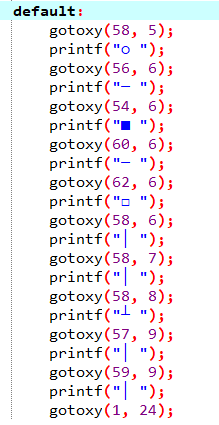 default:
gotoxy(58, 5);
printf("○ ");
gotoxy(56, 6);
printf("─ ");
gotoxy(54, 6);
printf("■ ");
gotoxy(60, 6);
printf("─ ");
gotoxy(62, 6);
printf("□ ");
gotoxy(58, 6);
printf("│ ");
gotoxy(58, 7);
printf("│ ");
gotoxy(58, 8);
printf("┴ ");
gotoxy(57, 9);
printf("│ ");
gotoxy(59, 9);
printf("│ ");
gotoxy(1, 24);